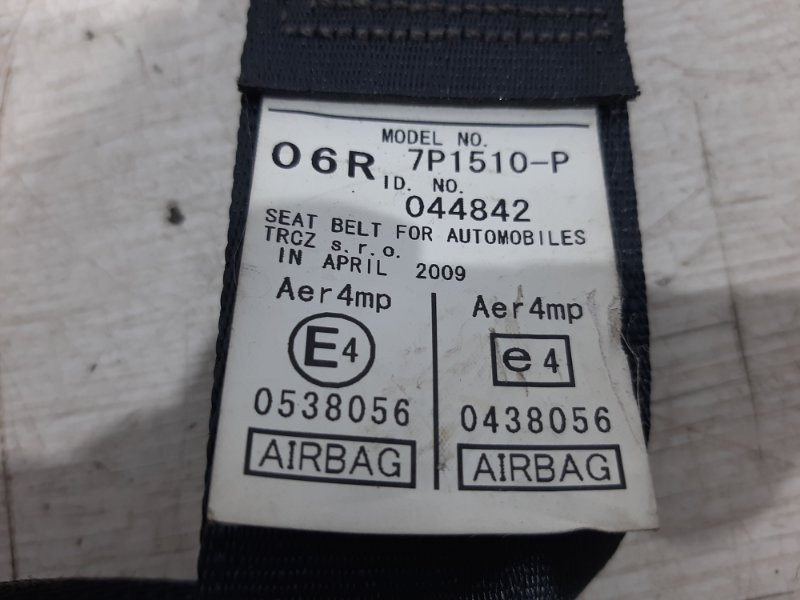 MODEL NO.
06R 7P1510-P
ID. NO.
044842
SEAT BELT FOR AUTOMOBILES
TRCZ s.r.o.
IN APRIL 2009
Aer4mp
Aer4mp
E4
e4
0538056
0438056
AIRBAG
AIRBAG